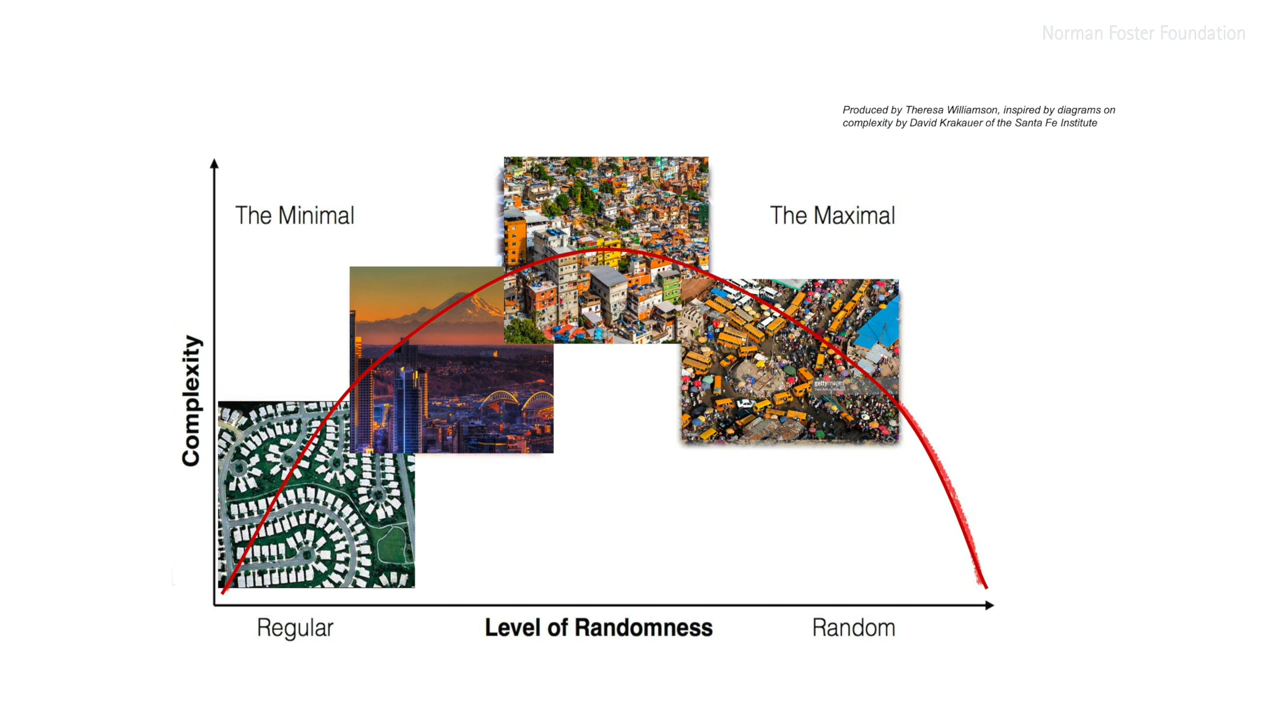 Norman Foster Foundation
Produced by Theresa Williamson, inspired by diagrams on
complexity by David Krakauer of the Santa Fe Institute
The Minimal
The Maximal
Complexity
gettyimages
Regular
Level of Randomness
Random